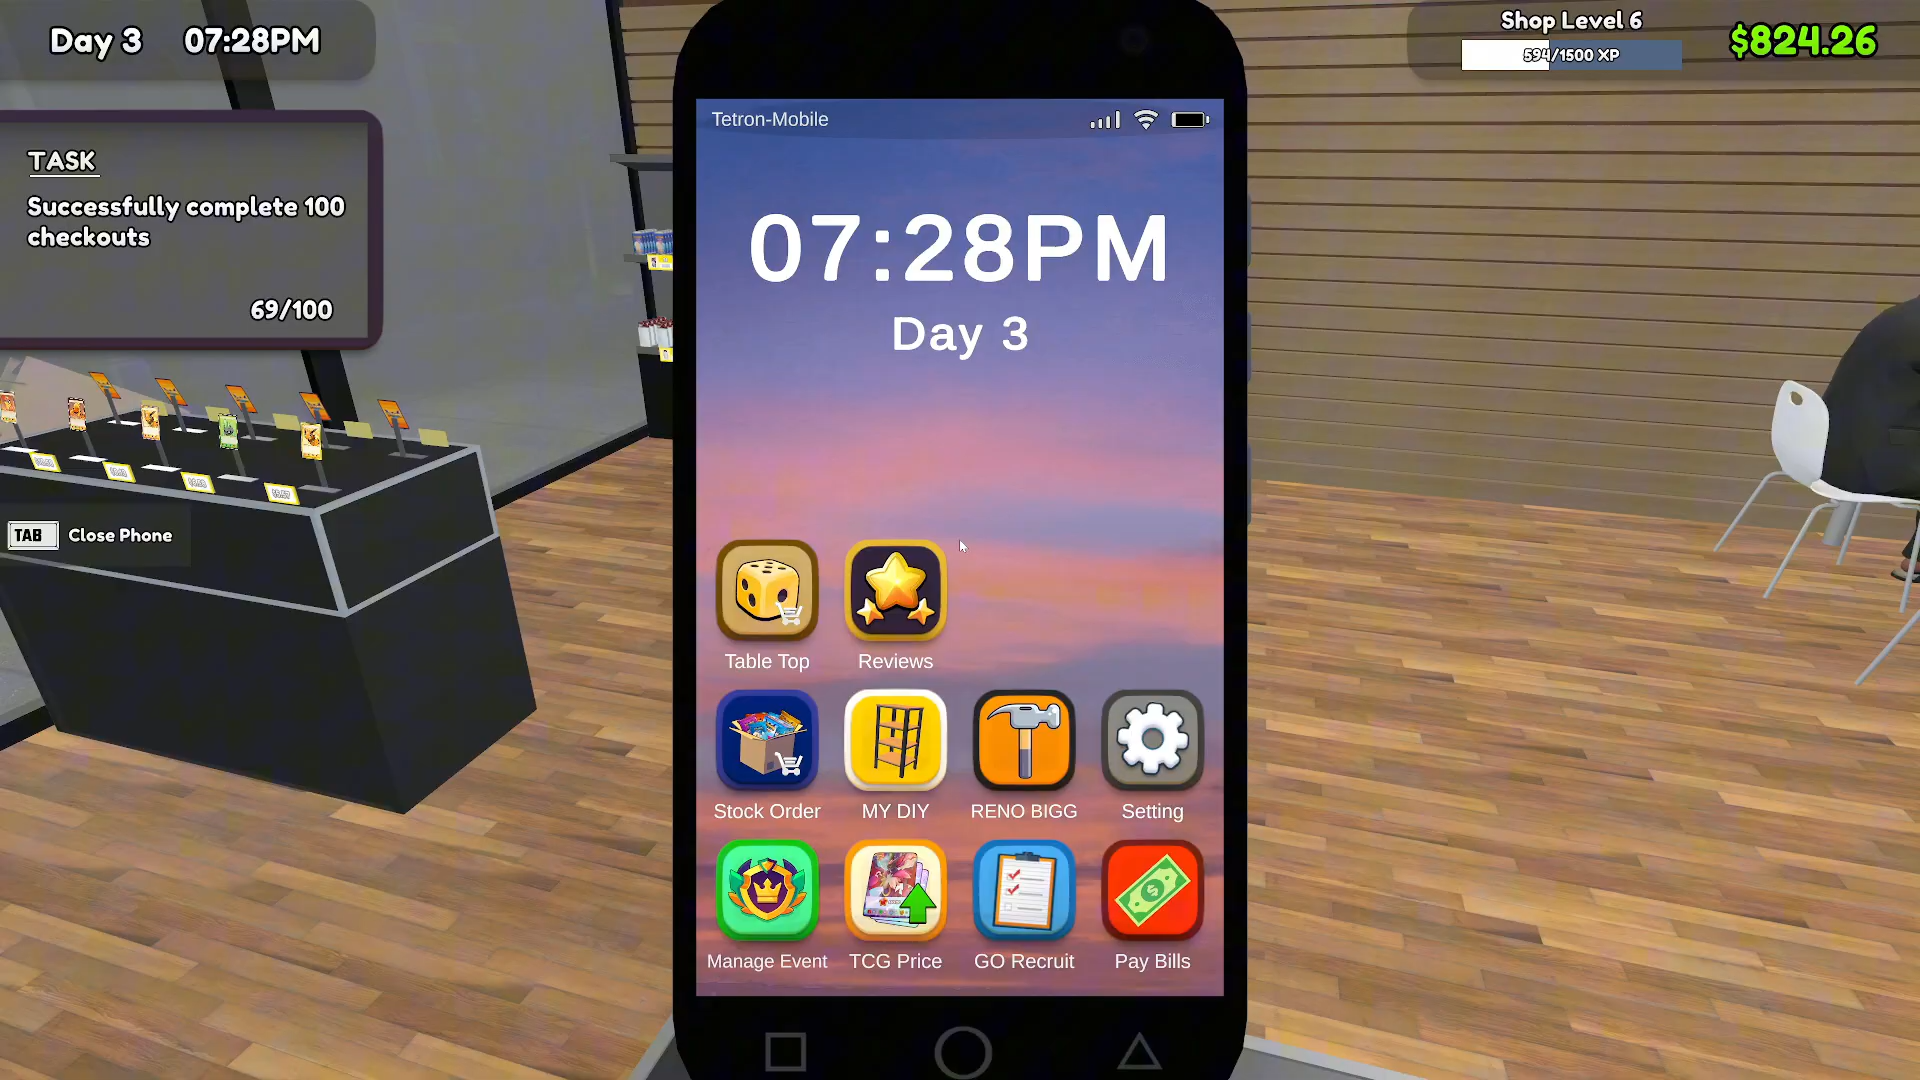 Day 3 07:28PM
Shop Level 6
594/1500 XP
$824.26
TASK
Successfully complete 100
checkouts
69/100
TAB Close Phone
Tetron-Mobile
07:28PM
Day 3
Table Top Reviews
Stock Order MY DIY RENO BIGG Setting
Manage Event TCG Price GO Recruit Pay Bills